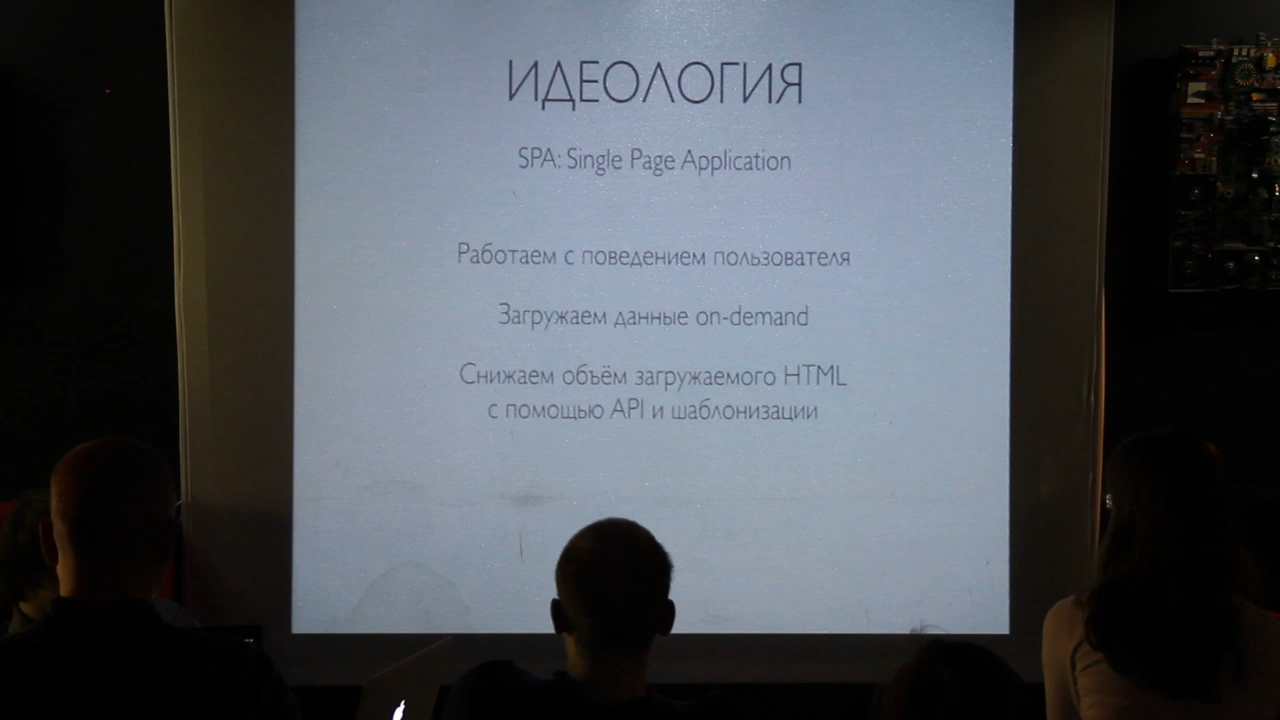 ИДЕОЛОГИЯ
SPA: Single Page Application
Работаем с поведением пользователя
Загружаем данные on-demand
Снижаем объём загружаемого HTML
с помощью API и шаблонизации